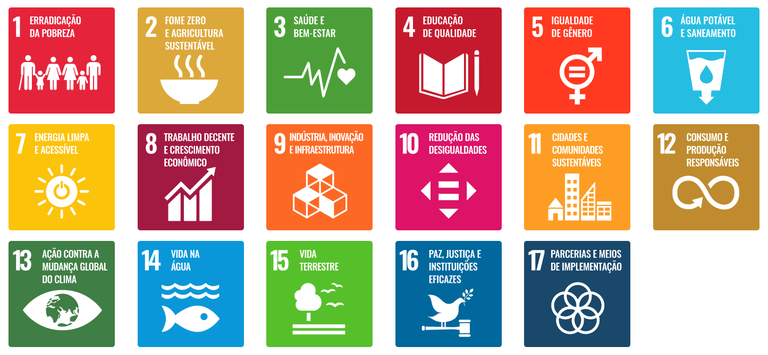 1 ERRADICAÇÃO
DA POBREZA
2 FOME ZERO
E AGRICULTURA
SUSTENTÁVEL
3 SAÚDE E
BEM-ESTAR
4 EDUCAÇÃO
DE QUALIDADE
5 IGUALDADE
DE GÊNERO
6 ÁGUA POTÁVEL
E SANEAMENTO
7 ENERGIA LIMPA
E ACESSÍVEL
8 TRABALHO DECENTE
E CRESCIMENTO
ECONÔMICO
9 INDÚSTRIA, INOVAÇÃO
E INFRAESTRUTURA
10 REDUÇÃO DAS
DESIGUALDADES
11 CIDADES E
COMUNIDADES
SUSTENTÁVEIS
12 CONSUMO E
PRODUÇÃO
RESPONSÁVEIS
13 AÇÃO CONTRA A
MUDANÇA GLOBAL
DO CLIMA
14 VIDA NA
ÁGUA
15 VIDA
TERRESTRE
16 PAZ, JUSTIÇA E
INSTITUIÇÕES
EFICAZES
17 PARCERIAS E MEIOS
DE IMPLEMENTAÇÃO